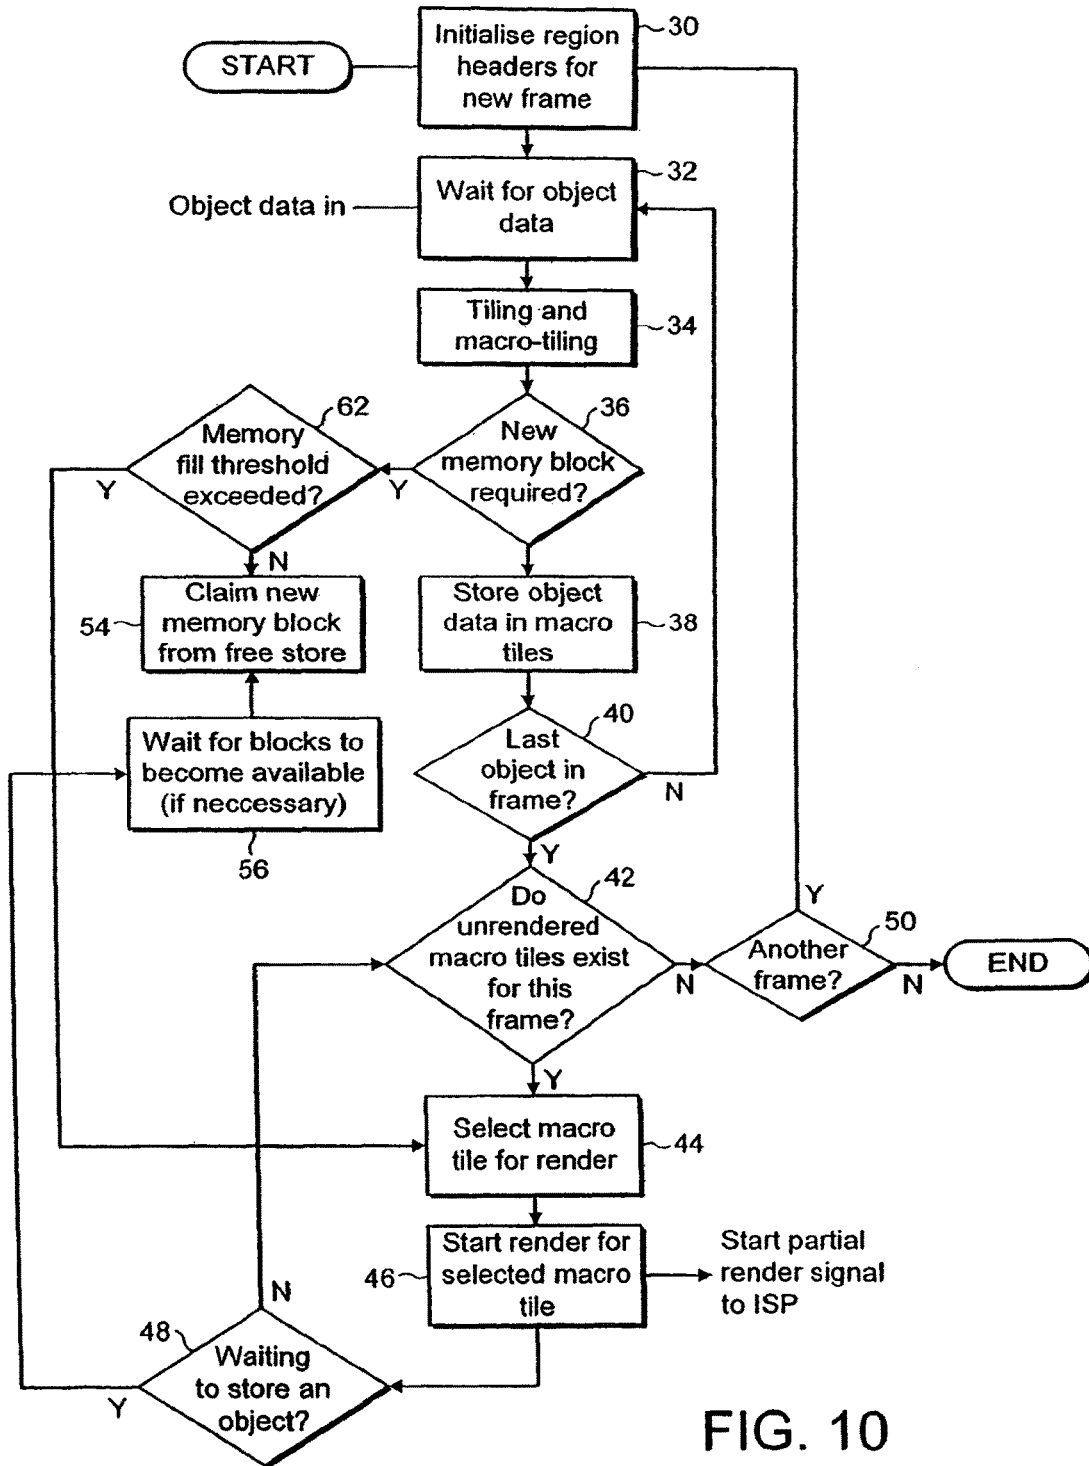 START
Initialise region
headers for
new frame
30
Object data in
Wait for object
data
32
Tiling and
macro-tiling
34
Memory
fill threshold
exceeded?
62
Y
N
New
memory block
required?
36
Y
Claim new
memory block
from free store
54
Store object
data in macro
tiles
38
Wait for blocks to
become available
(if neccessary)
56
Last
object in
frame?
40
N
Y
Do
unrendered
macro tiles exist
for this
frame?
42
N
Y
Another
frame?
50
Y
N
END
Select macro
tile for render
44
Start render for
selected macro
tile
46
Start partial
render signal
to ISP
Waiting
to store an
object?
48
N
Y
FIG. 10